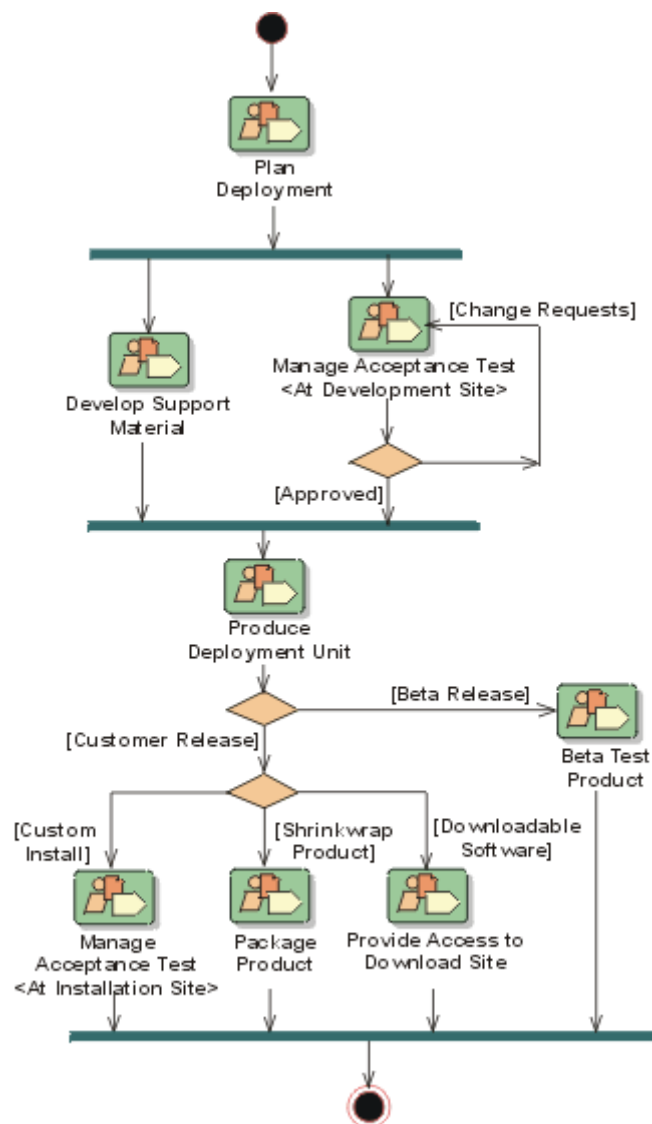 Plan
Deployment
[Change Requests]
Manage Acceptance Test
<At Development Site>
Develop Support
Material
[Approved]
Produce
Deployment Unit
[Beta Release]
[Customer Release]
Beta Test
Product
[Custom
Install]
[Shrinkwrap
Product]
[Downloadable
Software]
Manage
Acceptance Test
<At Installation Site>
Package
Product
Provide Access to
Download Site